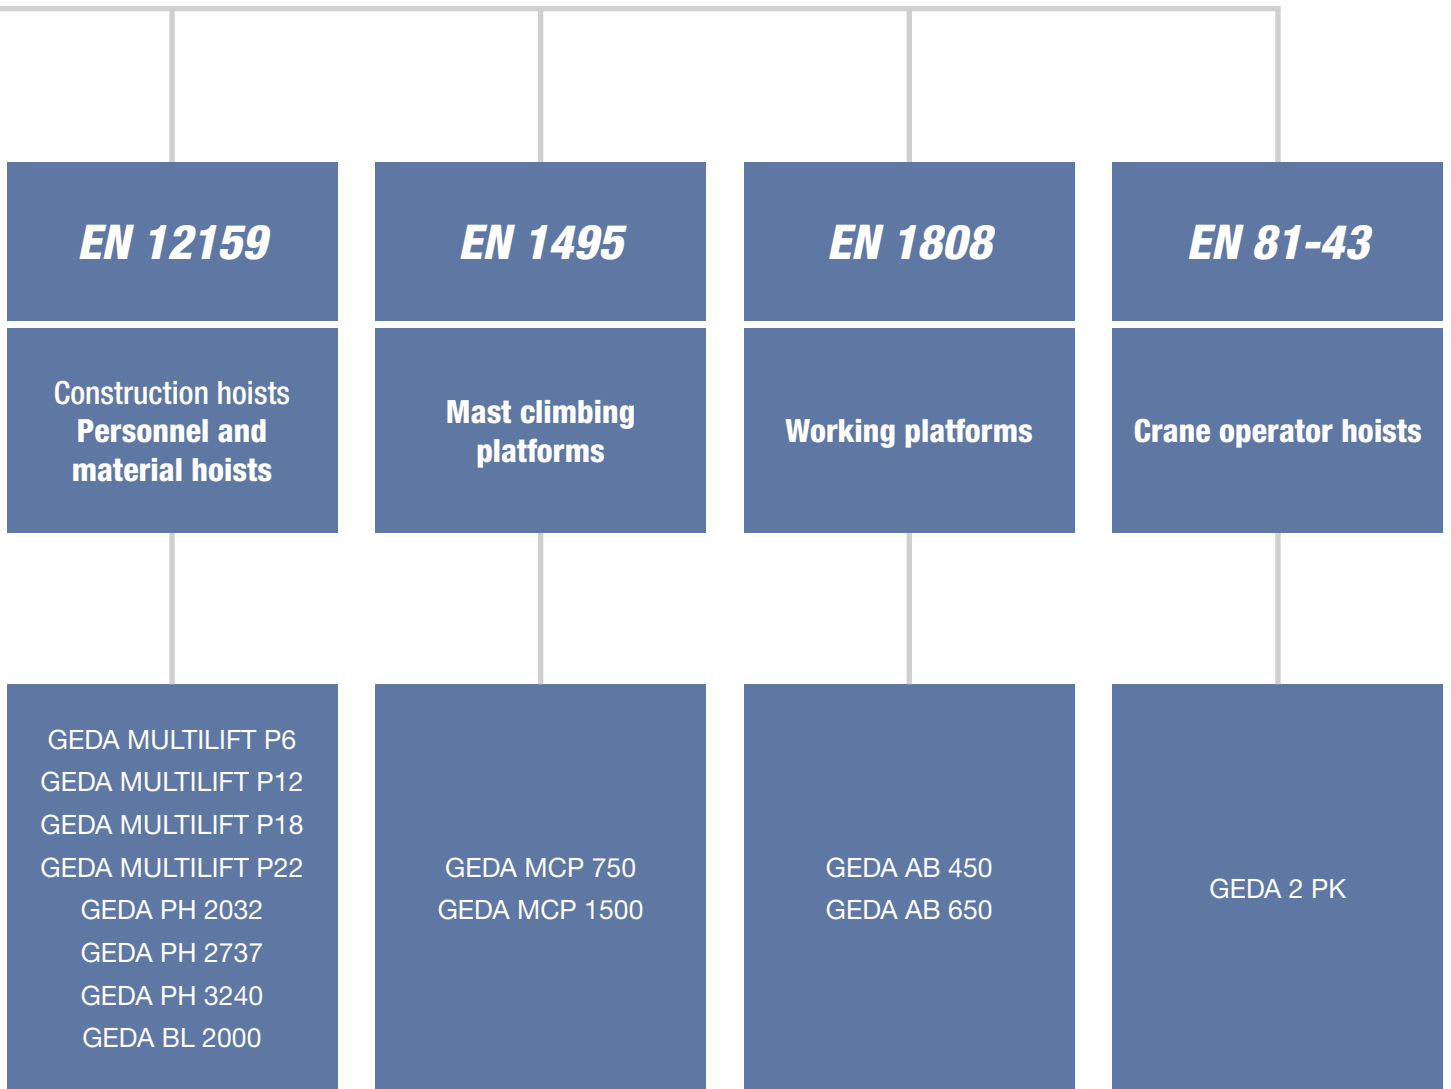 EN 12159
Construction hoists
Personnel and
material hoists
GEDA MULTILIFT P6
GEDA MULTILIFT P12
GEDA MULTILIFT P18
GEDA MULTILIFT P22
GEDA PH 2032
GEDA PH 2737
GEDA PH 3240
GEDA BL 2000
EN 1495
Mast climbing
platforms
GEDA MCP 750
GEDA MCP 1500
EN 1808
Working platforms
GEDA AB 450
GEDA AB 650
EN 81-43
Crane operator hoists
GEDA 2 PK